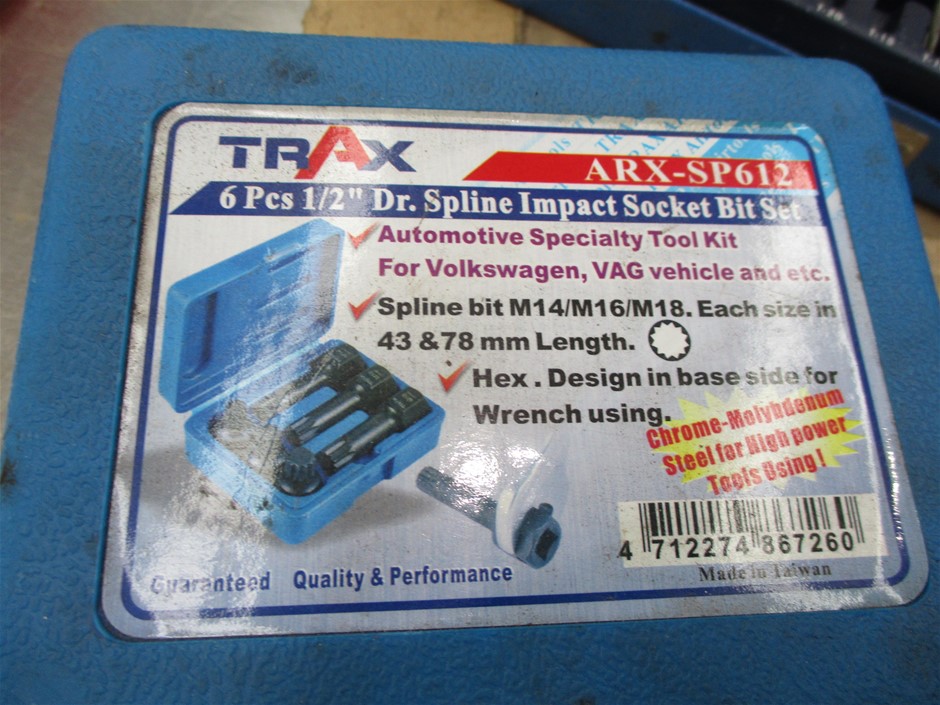 TRAX
ARX-SP612
6 Pcs 1/2" Dr. Spline Impact Socket Bit Set
Automotive Specialty Tool Kit
For Volkswagen, VAG vehicle and etc.
Spline bit M14/M16/M18. Each size in
43 &78 mm Length.
Hex . Design in base side for
Wrench using.
Chrome-Molybdenum
Steel for High power
Tools Using!
4 712274 867260
Made in Taiwan
Guaranteed Quality & Performance